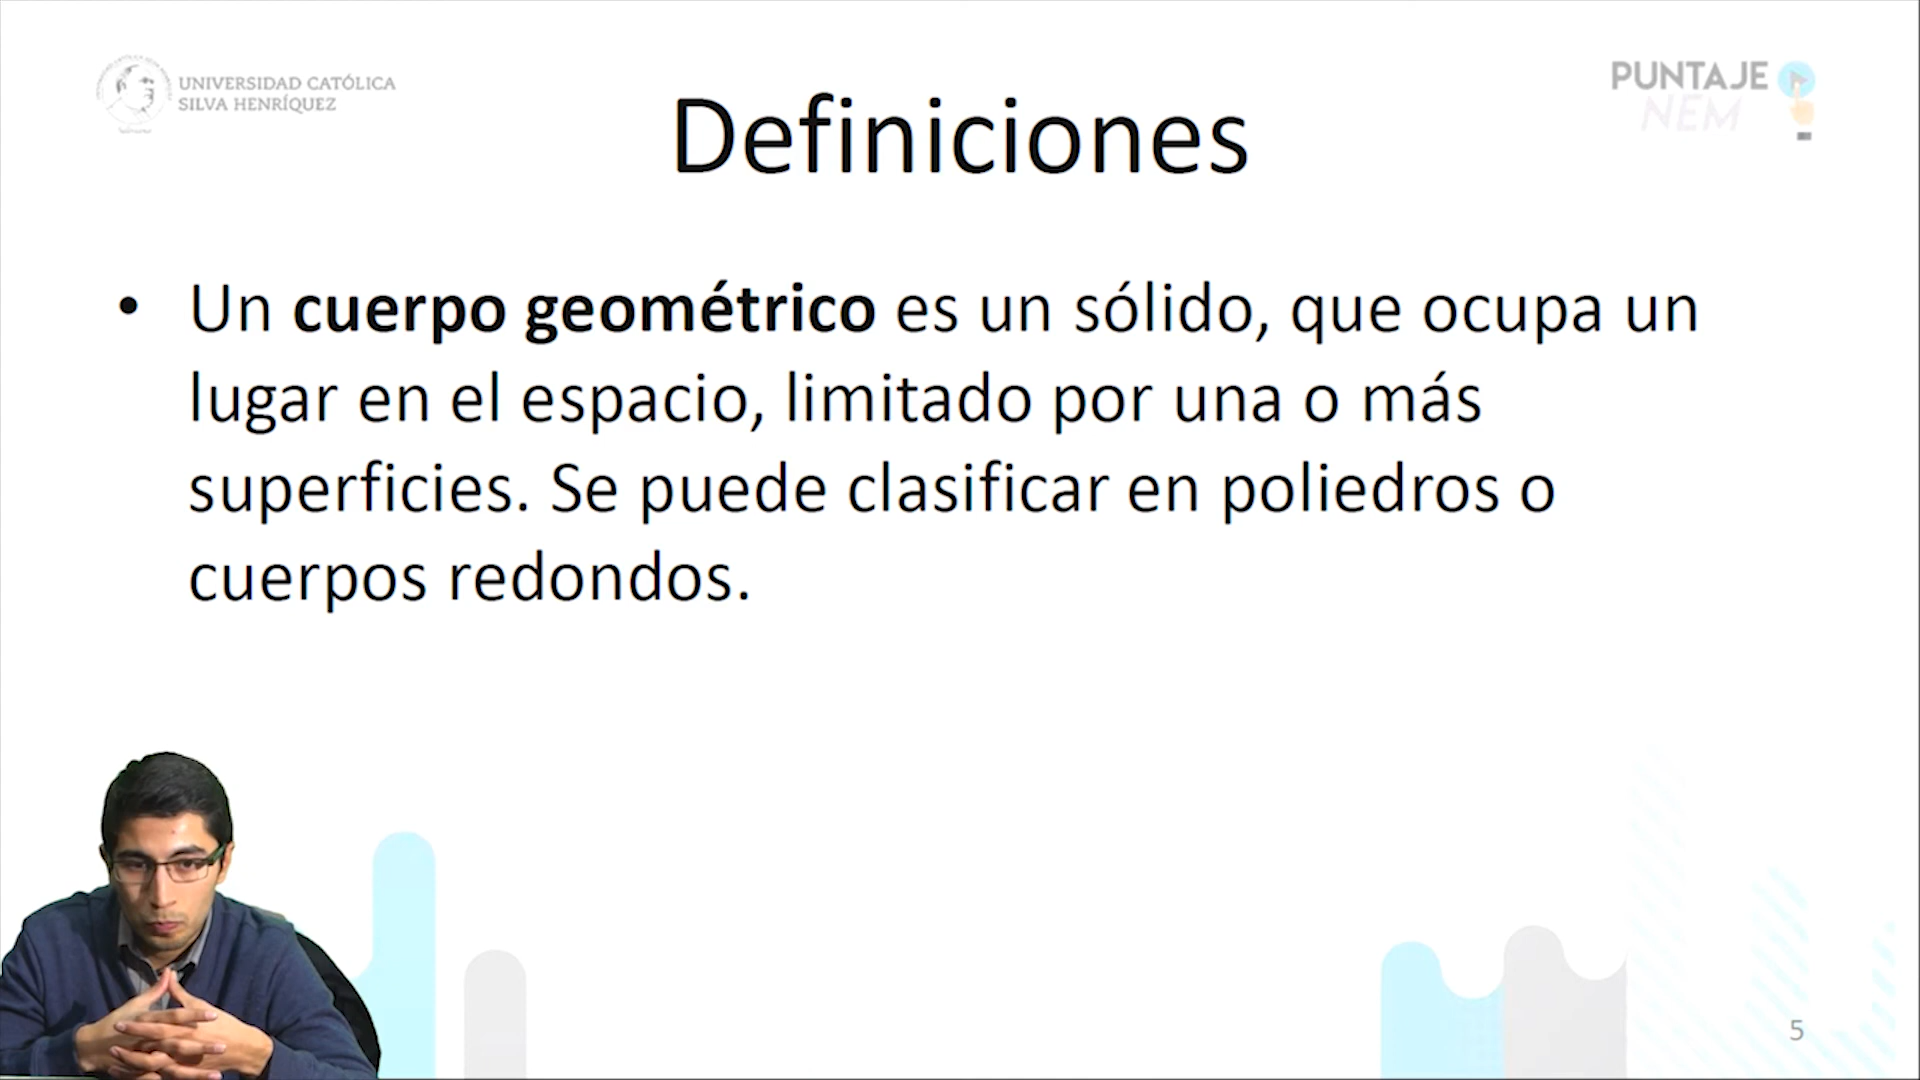 UNIVERSIDAD CATÓLICA
SILVA HENRÍQUEZ
PUNTAJE
NEM
Definiciones
• Un cuerpo geométrico es un sólido, que ocupa un
lugar en el espacio, limitado por una o más
superficies. Se puede clasificar en poliedros o
cuerpos redondos.
5